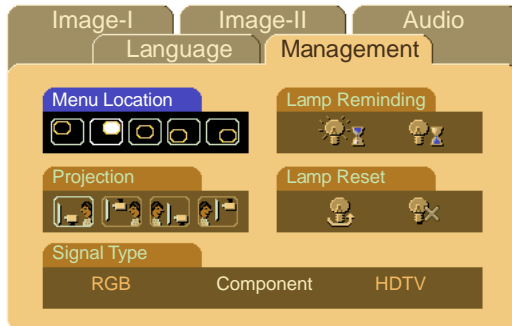 Image-I Image-II Audio
Language Management
Menu Location Lamp Reminding
Projection Lamp Reset
Signal Type
RGB Component HDTV